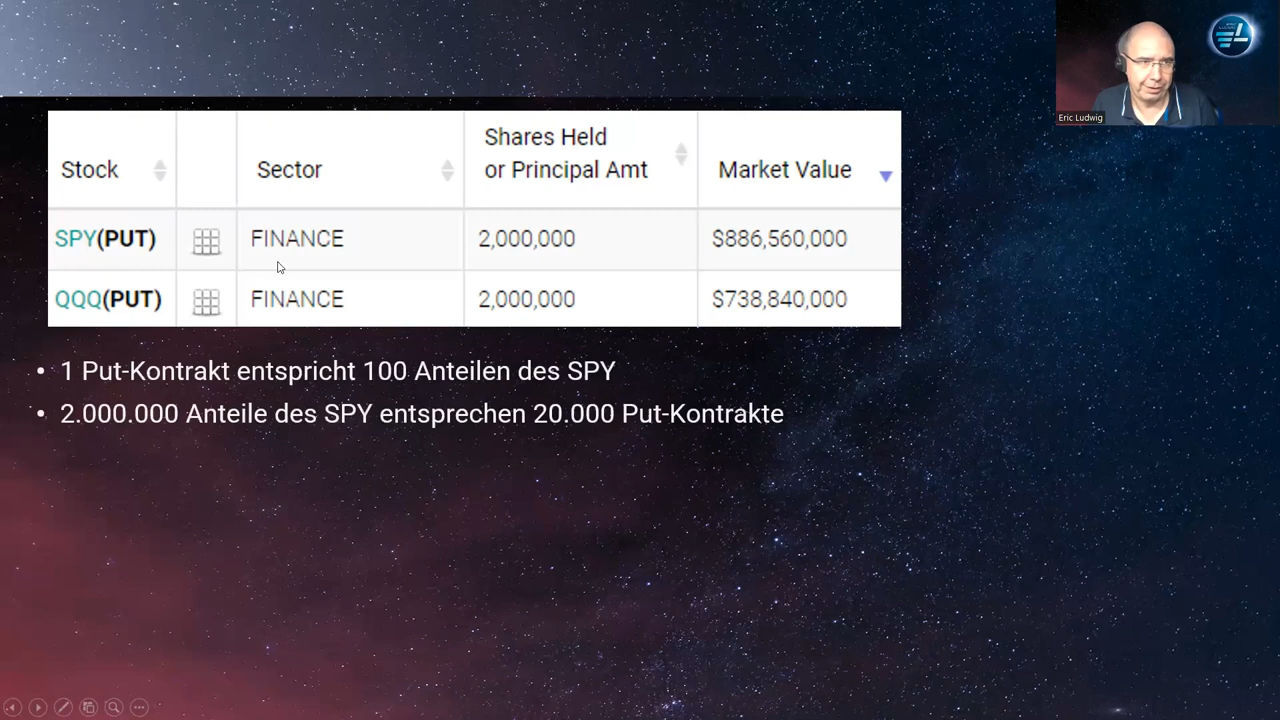 Eric Ludwig
Stock
Sector
Shares Held
or Principal Amt
Market Value
SPY(PUT) FINANCE 2,000,000 $886,560,000
QQQ(PUT) FINANCE 2,000,000 $738,840,000
• 1 Put-Kontrakt entspricht 100 Anteilen des SPY
• 2.000.000 Anteile des SPY entsprechen 20.000 Put-Kontrakte